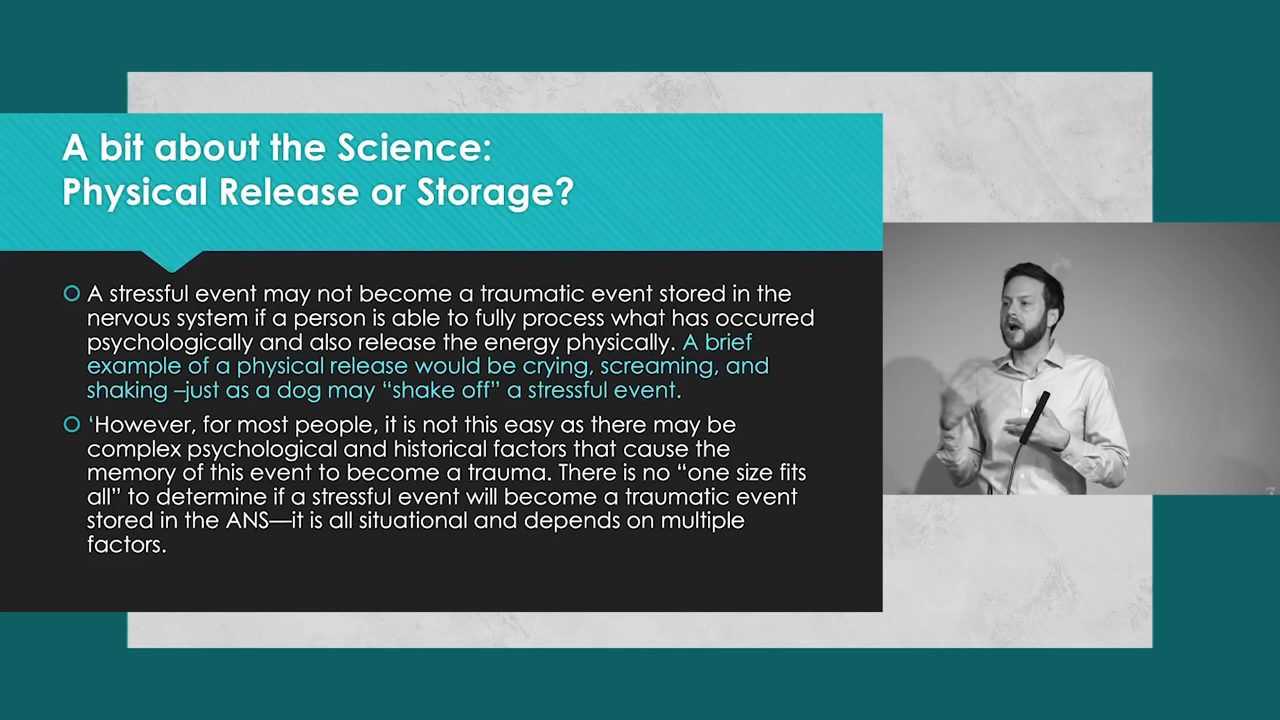 A bit about the Science:
Physical Release or Storage?
A stressful event may not become a traumatic event stored in the
nervous system if a person is able to fully process what has occurred
psychologically and also release the energy physically. A brief
example of a physical release would be crying, screaming, and
shaking –just as a dog may “shake off” a stressful event.
‘However, for most people, it is not this easy as there may be
complex psychological and historical factors that cause the
memory of this event to become a trauma. There is no “one size fits
all” to determine if a stressful event will become a traumatic event
stored in the ANS—it is all situational and depends on multiple
factors.